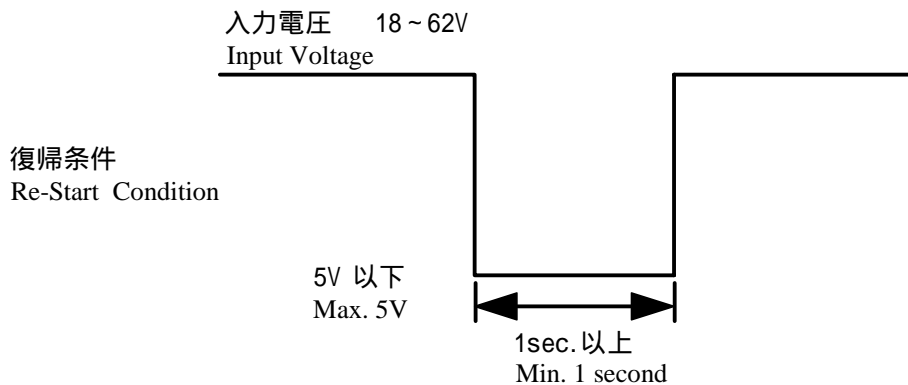 入力電圧 18~62V
Input Voltage
復帰条件
Re-Start Condition
5V 以下
Max. 5V
1sec.以上
Min. 1 second